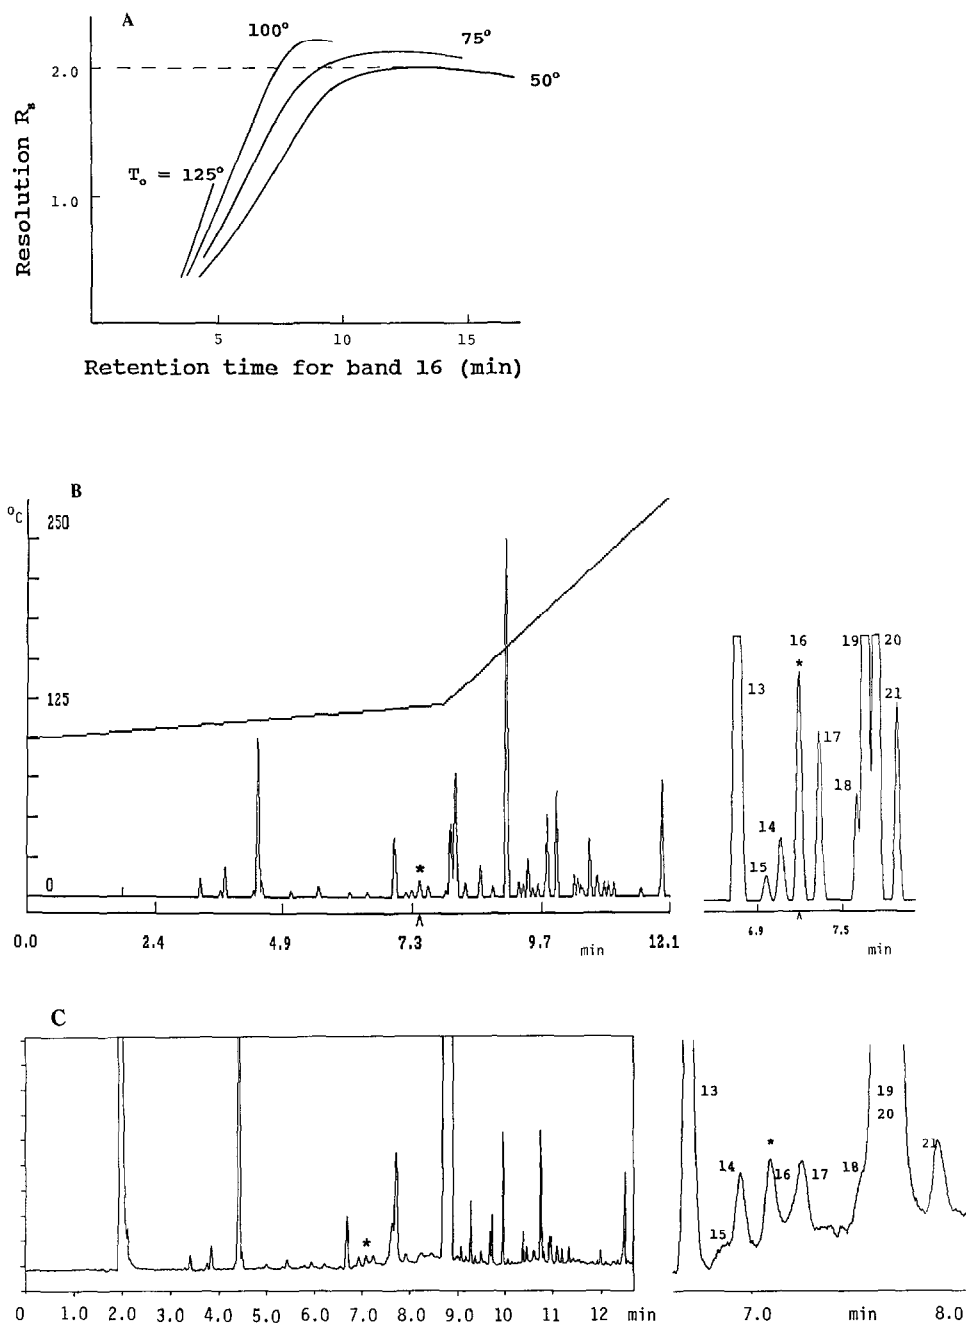 A
100°
75°
2.0
50°
Resolution Rs
To = 125°
1.0
5 10 15
Retention time for band 16 (min)
B
°C
250
125
0
*
0.0 2.4 4.9 7.3 9.7 12.1
min
16
*
19 20
13
21
17
18
14
15
6.9 7.5
min
C
*
0 1.0 2.0 3.0 4.0 5.0 6.0 7.0 8.0 9.0 10 11 12 min
13
19
20
*
14 16 17 18 21
15
7.0 min 8.0